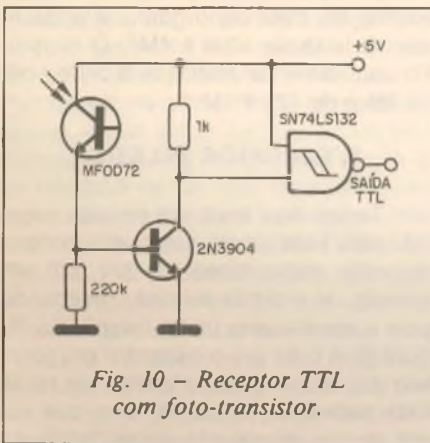 +5V
SN74LS132
1k
MFOD72
SAÍDA
TTL
2N3904
220k
Fig. 10 – Receptor TTL
com foto-transistor.